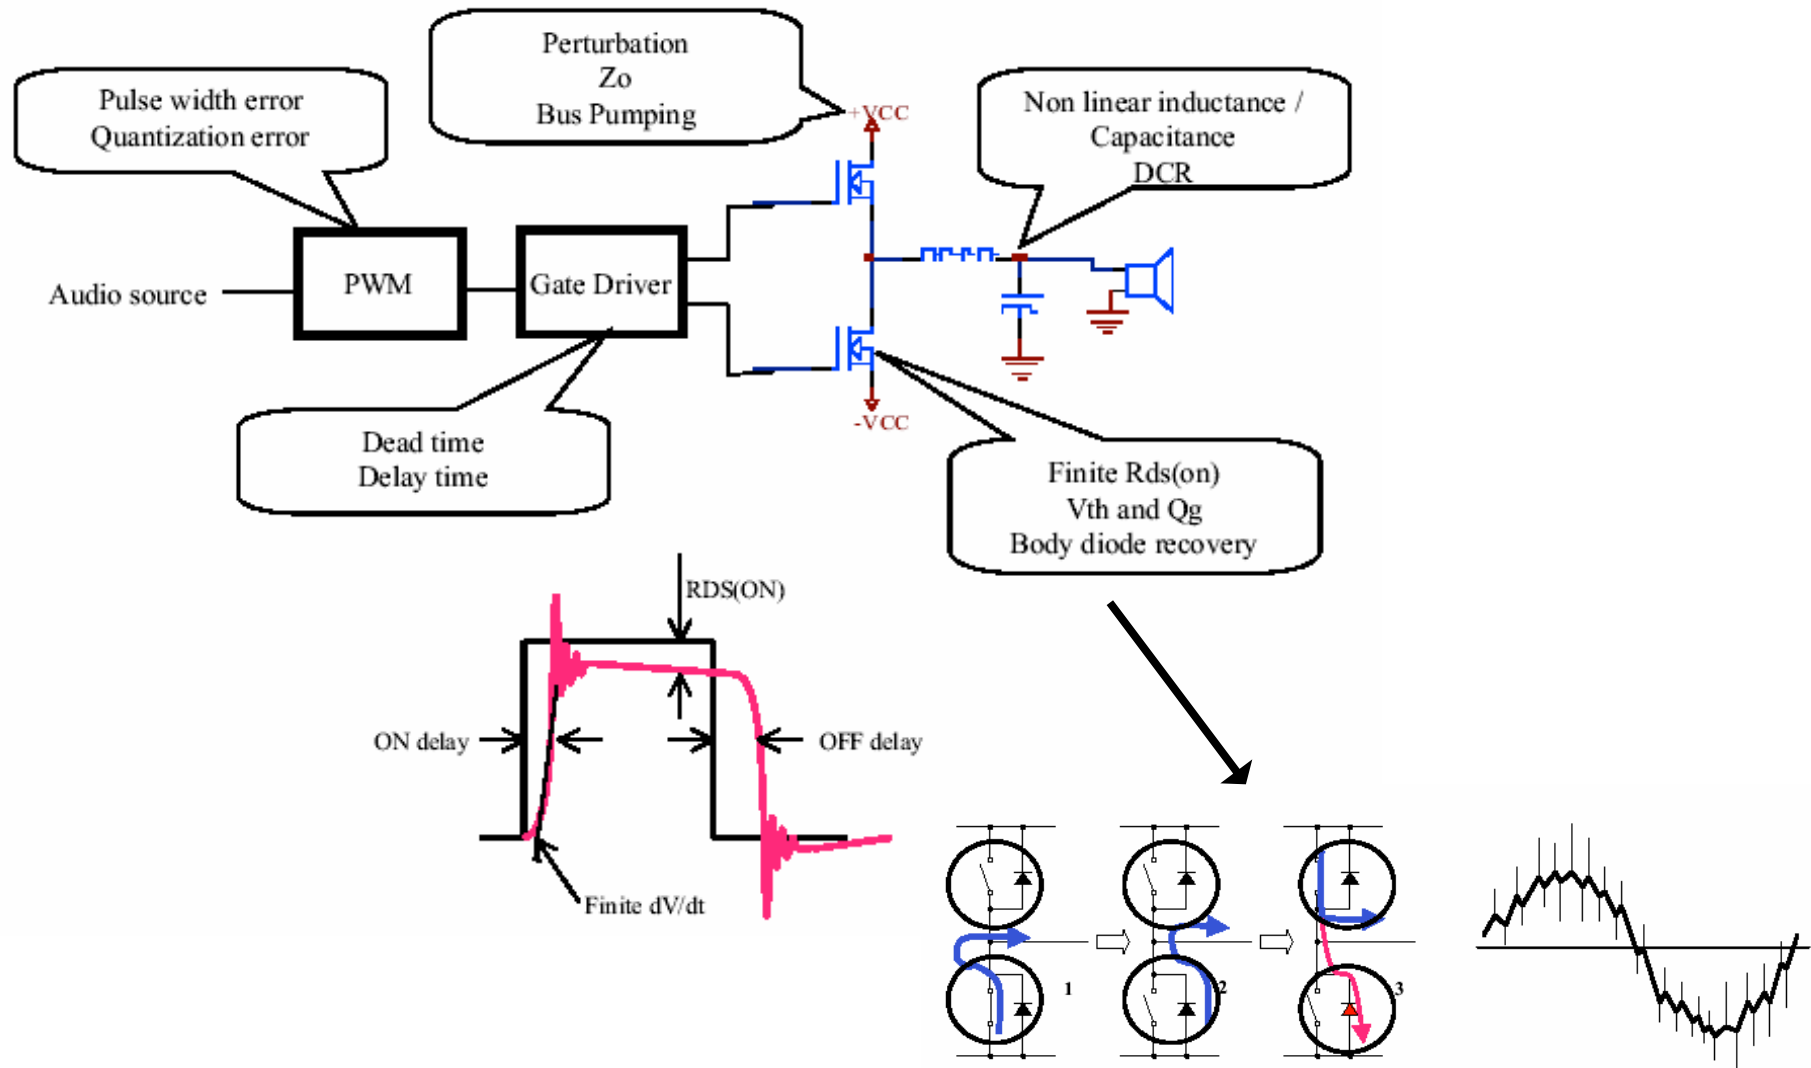 Perturbation
Zo
Bus Pumping
Pulse width error
Quantization error
Non linear inductance /
Capacitance
DCR
+VCC
Audio source
PWM
Gate Driver
-VCC
Dead time
Delay time
Finite Rds(on)
Vth and Qg
Body diode recovery
RDS(ON)
ON delay
OFF delay
Finite dV/dt
1
2
3